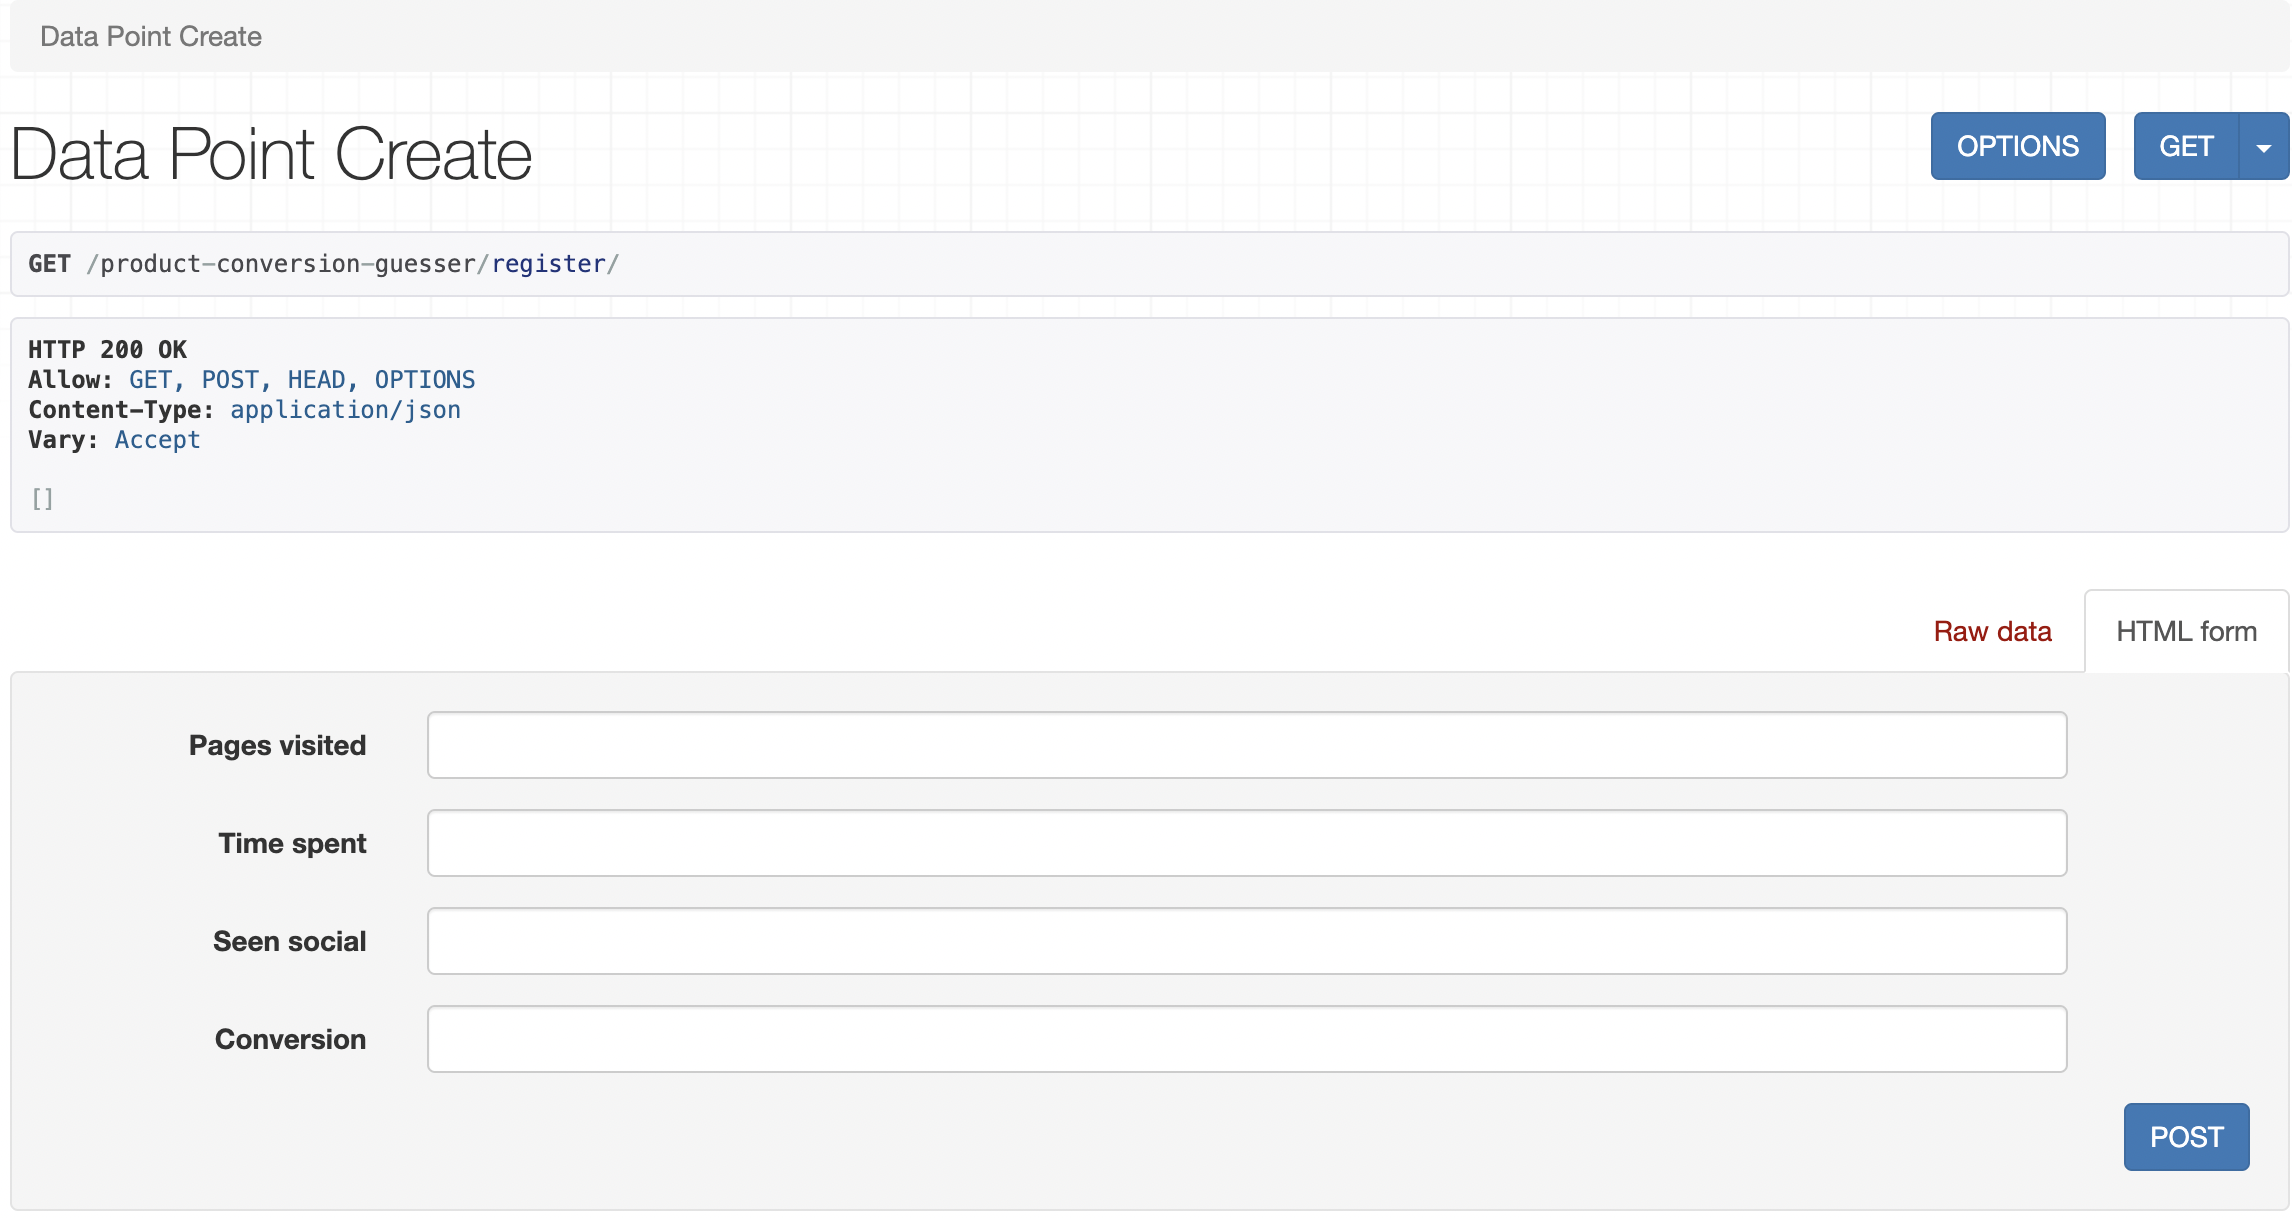 Data Point Create
Data Point Create
OPTIONS
GET
GET /product-conversion-guesser/register/
HTTP 200 OK
Allow: GET, POST, HEAD, OPTIONS
Content-Type: application/json
Vary: Accept
[]
Raw data
HTML form
Pages visited
Time spent
Seen social
Conversion
POST